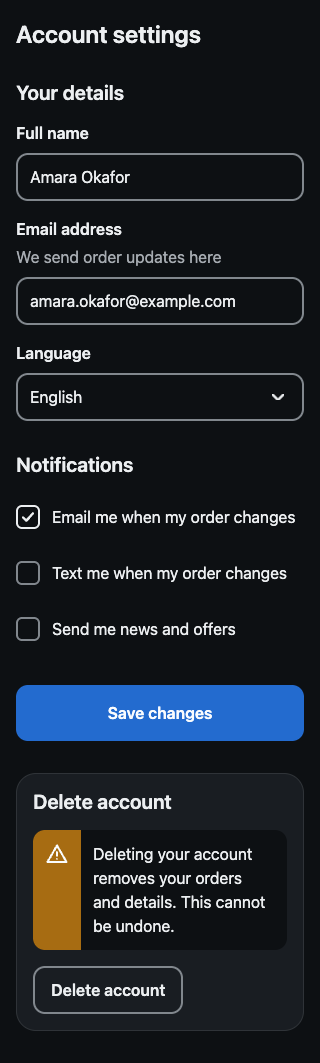 Account settings
Your details
Full name
Amara Okafor
Email address
We send order updates here
amara.okafor@example.com
Language
English
Notifications
Email me when my order changes
Text me when my order changes
Send me news and offers
Save changes
Delete account
Deleting your account
removes your orders
and details. This cannot
be undone.
Delete account